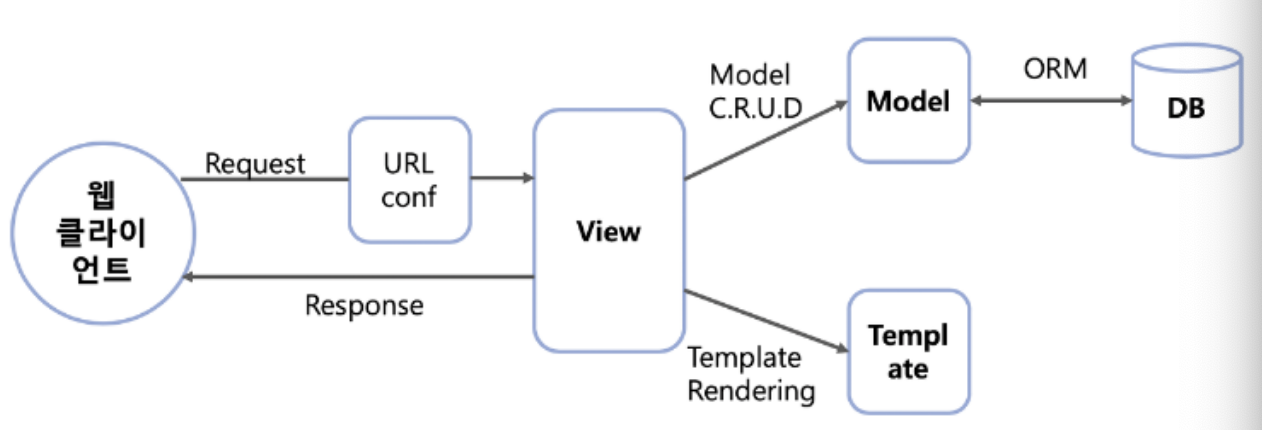 웹
클라이
언트
Request
URL
conf
Response
View
Model
C.R.U.D
Model
ORM
DB
Template
Rendering
Templ
ate